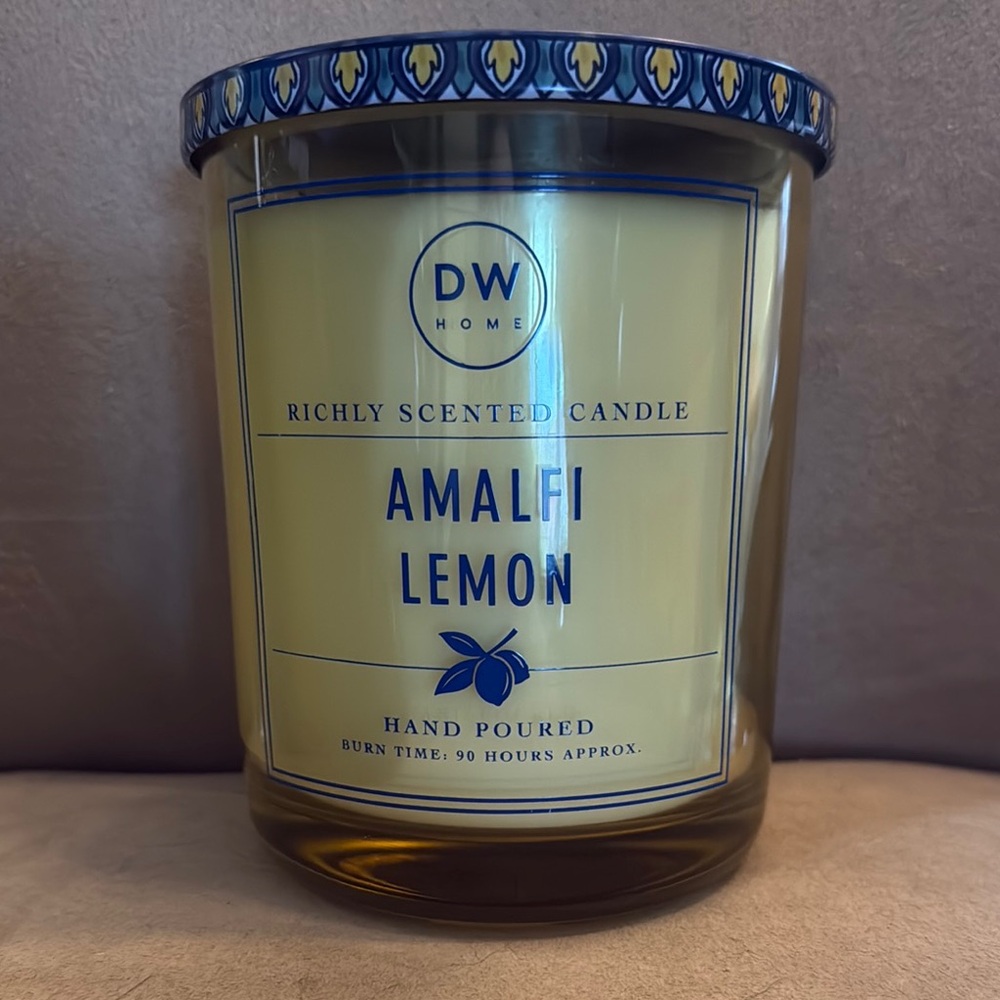 DW
HOME
RICHLY SCENTED CANDLE
AMALFI
LEMON
HAND POURED
BURN TIME: 90 HOURS APPROX.